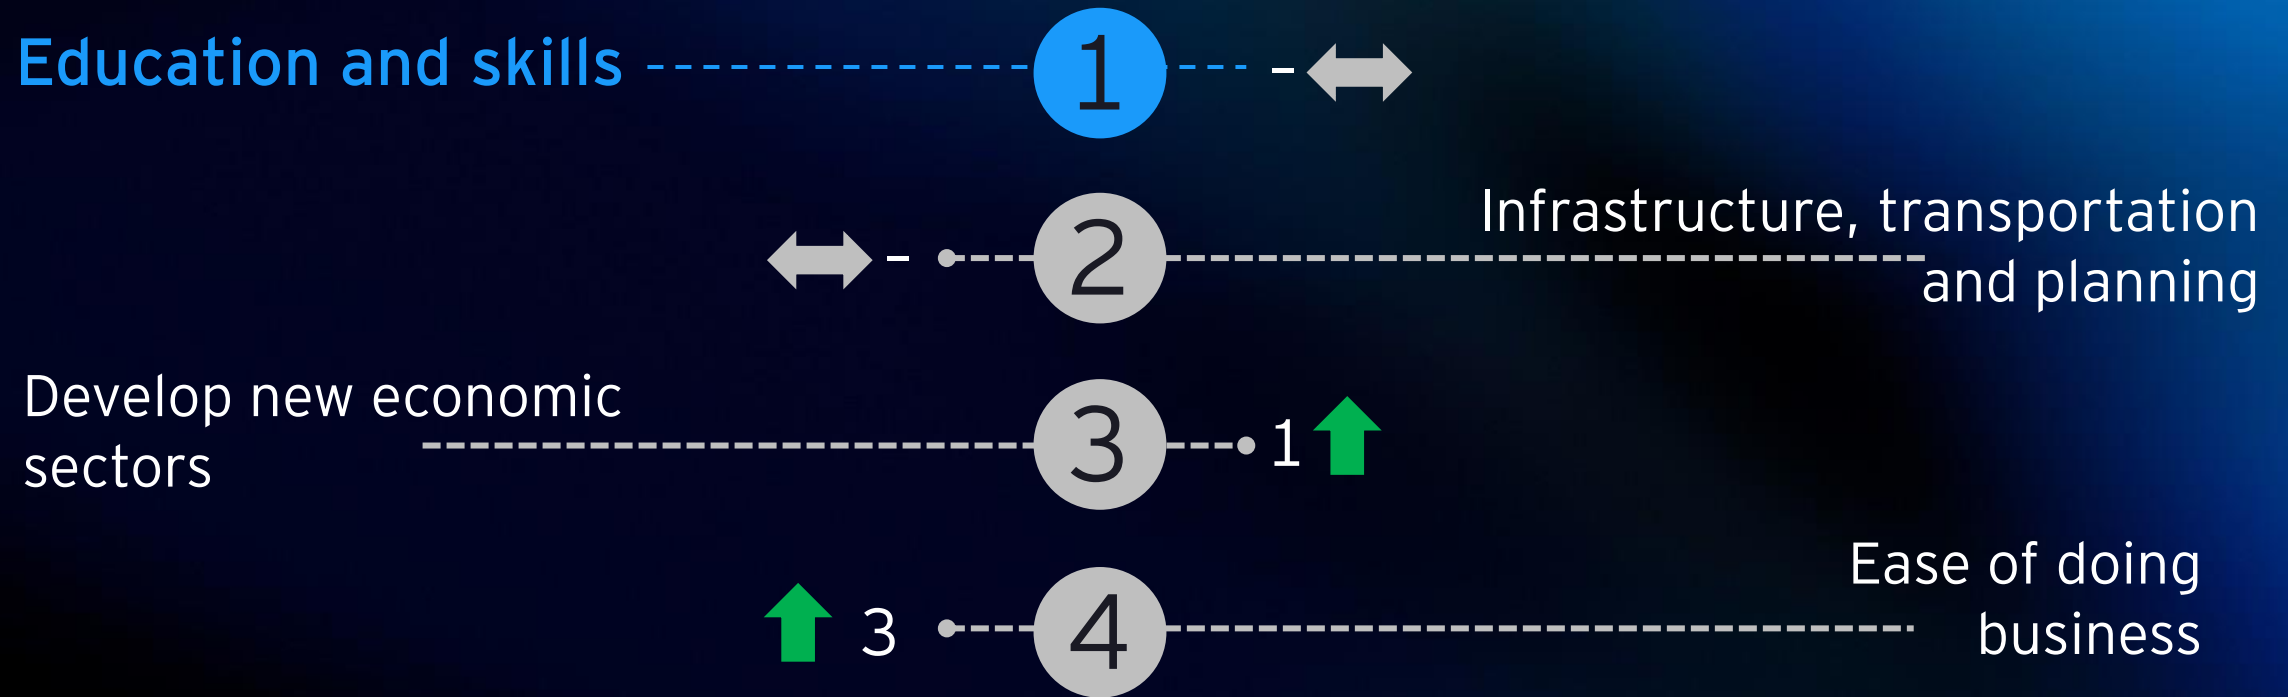 Education and skills 1 -
Infrastructure, transportation
- 2
and planning
Develop new economic
3 1
sectors
Ease of doing
3 4
business